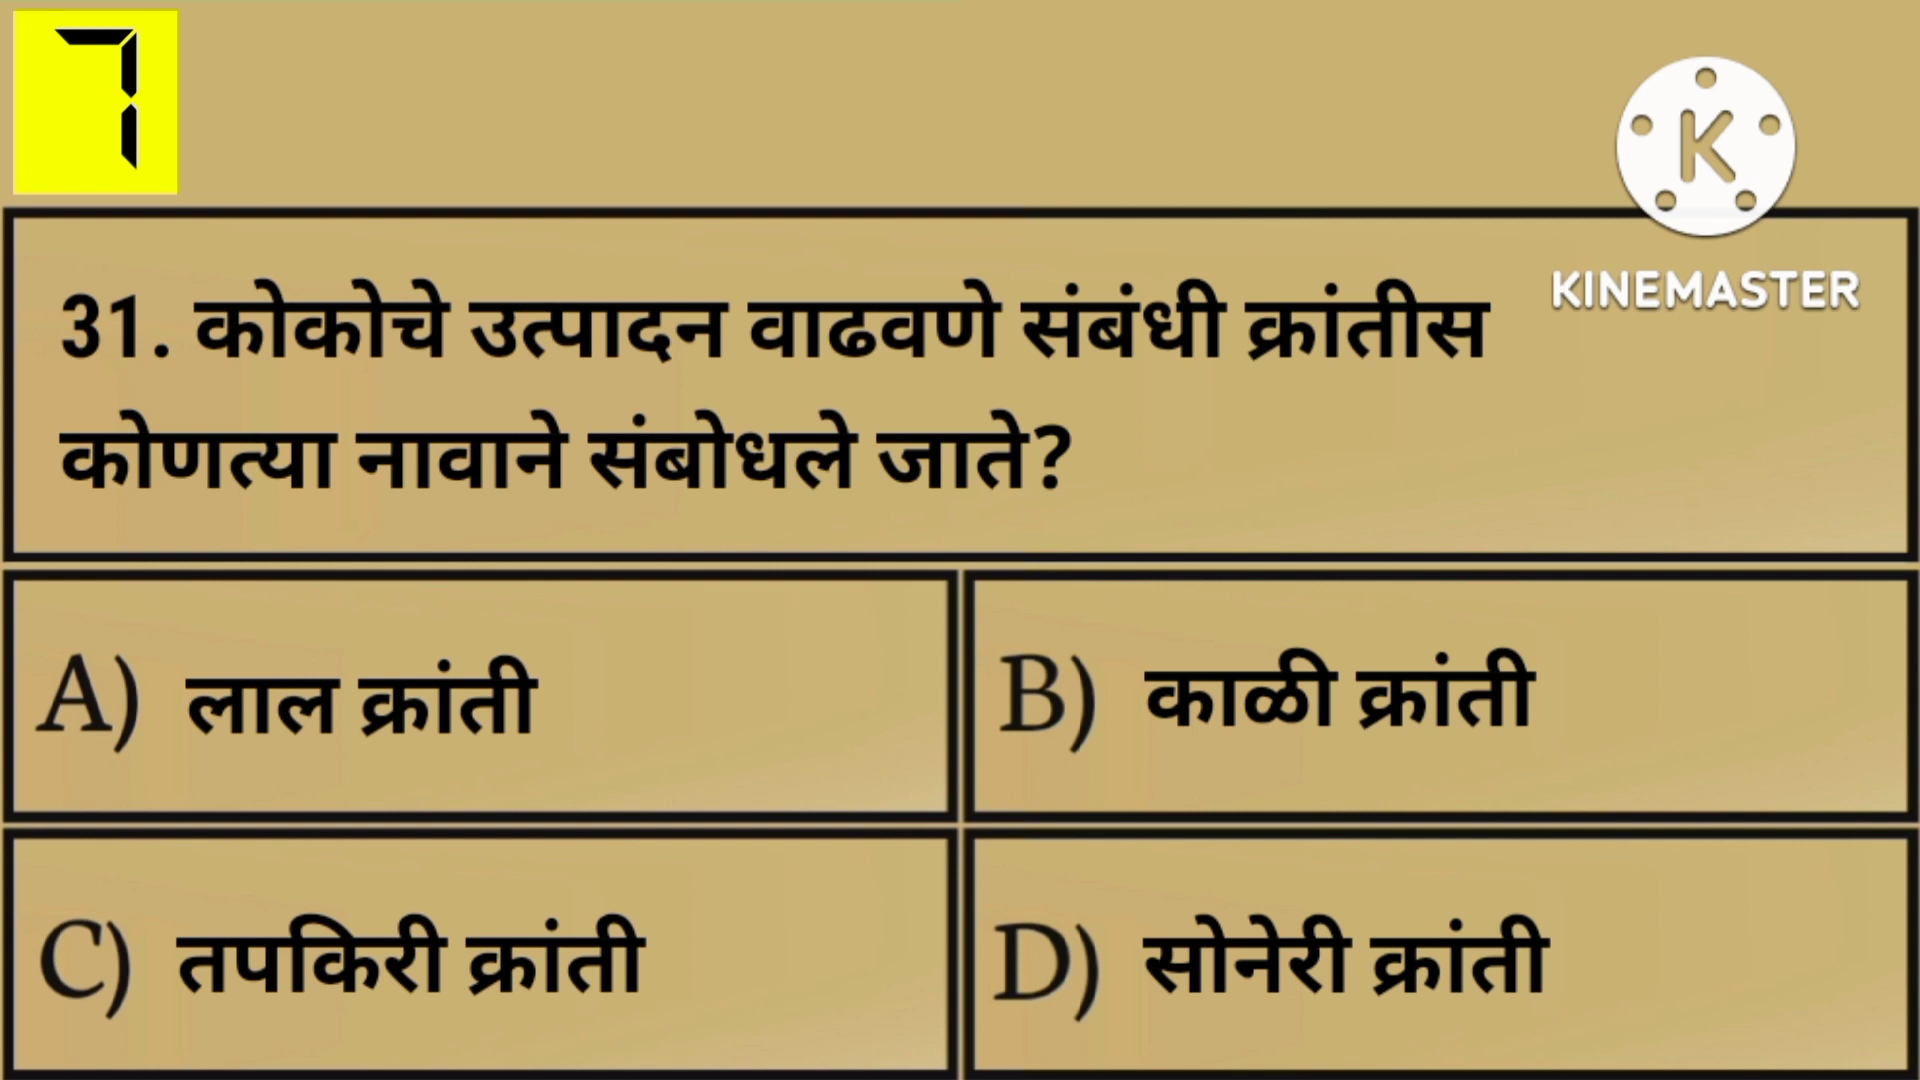 7
K
KINEMASTER
31. कोकोचे उत्पादन वाढवणे संबंधी क्रांतीस
कोणत्या नावाने संबोधले जाते?
A) लाल क्रांती
B) काळी क्रांती
C) तपकिरी क्रांती
D) सोनेरी क्रांती